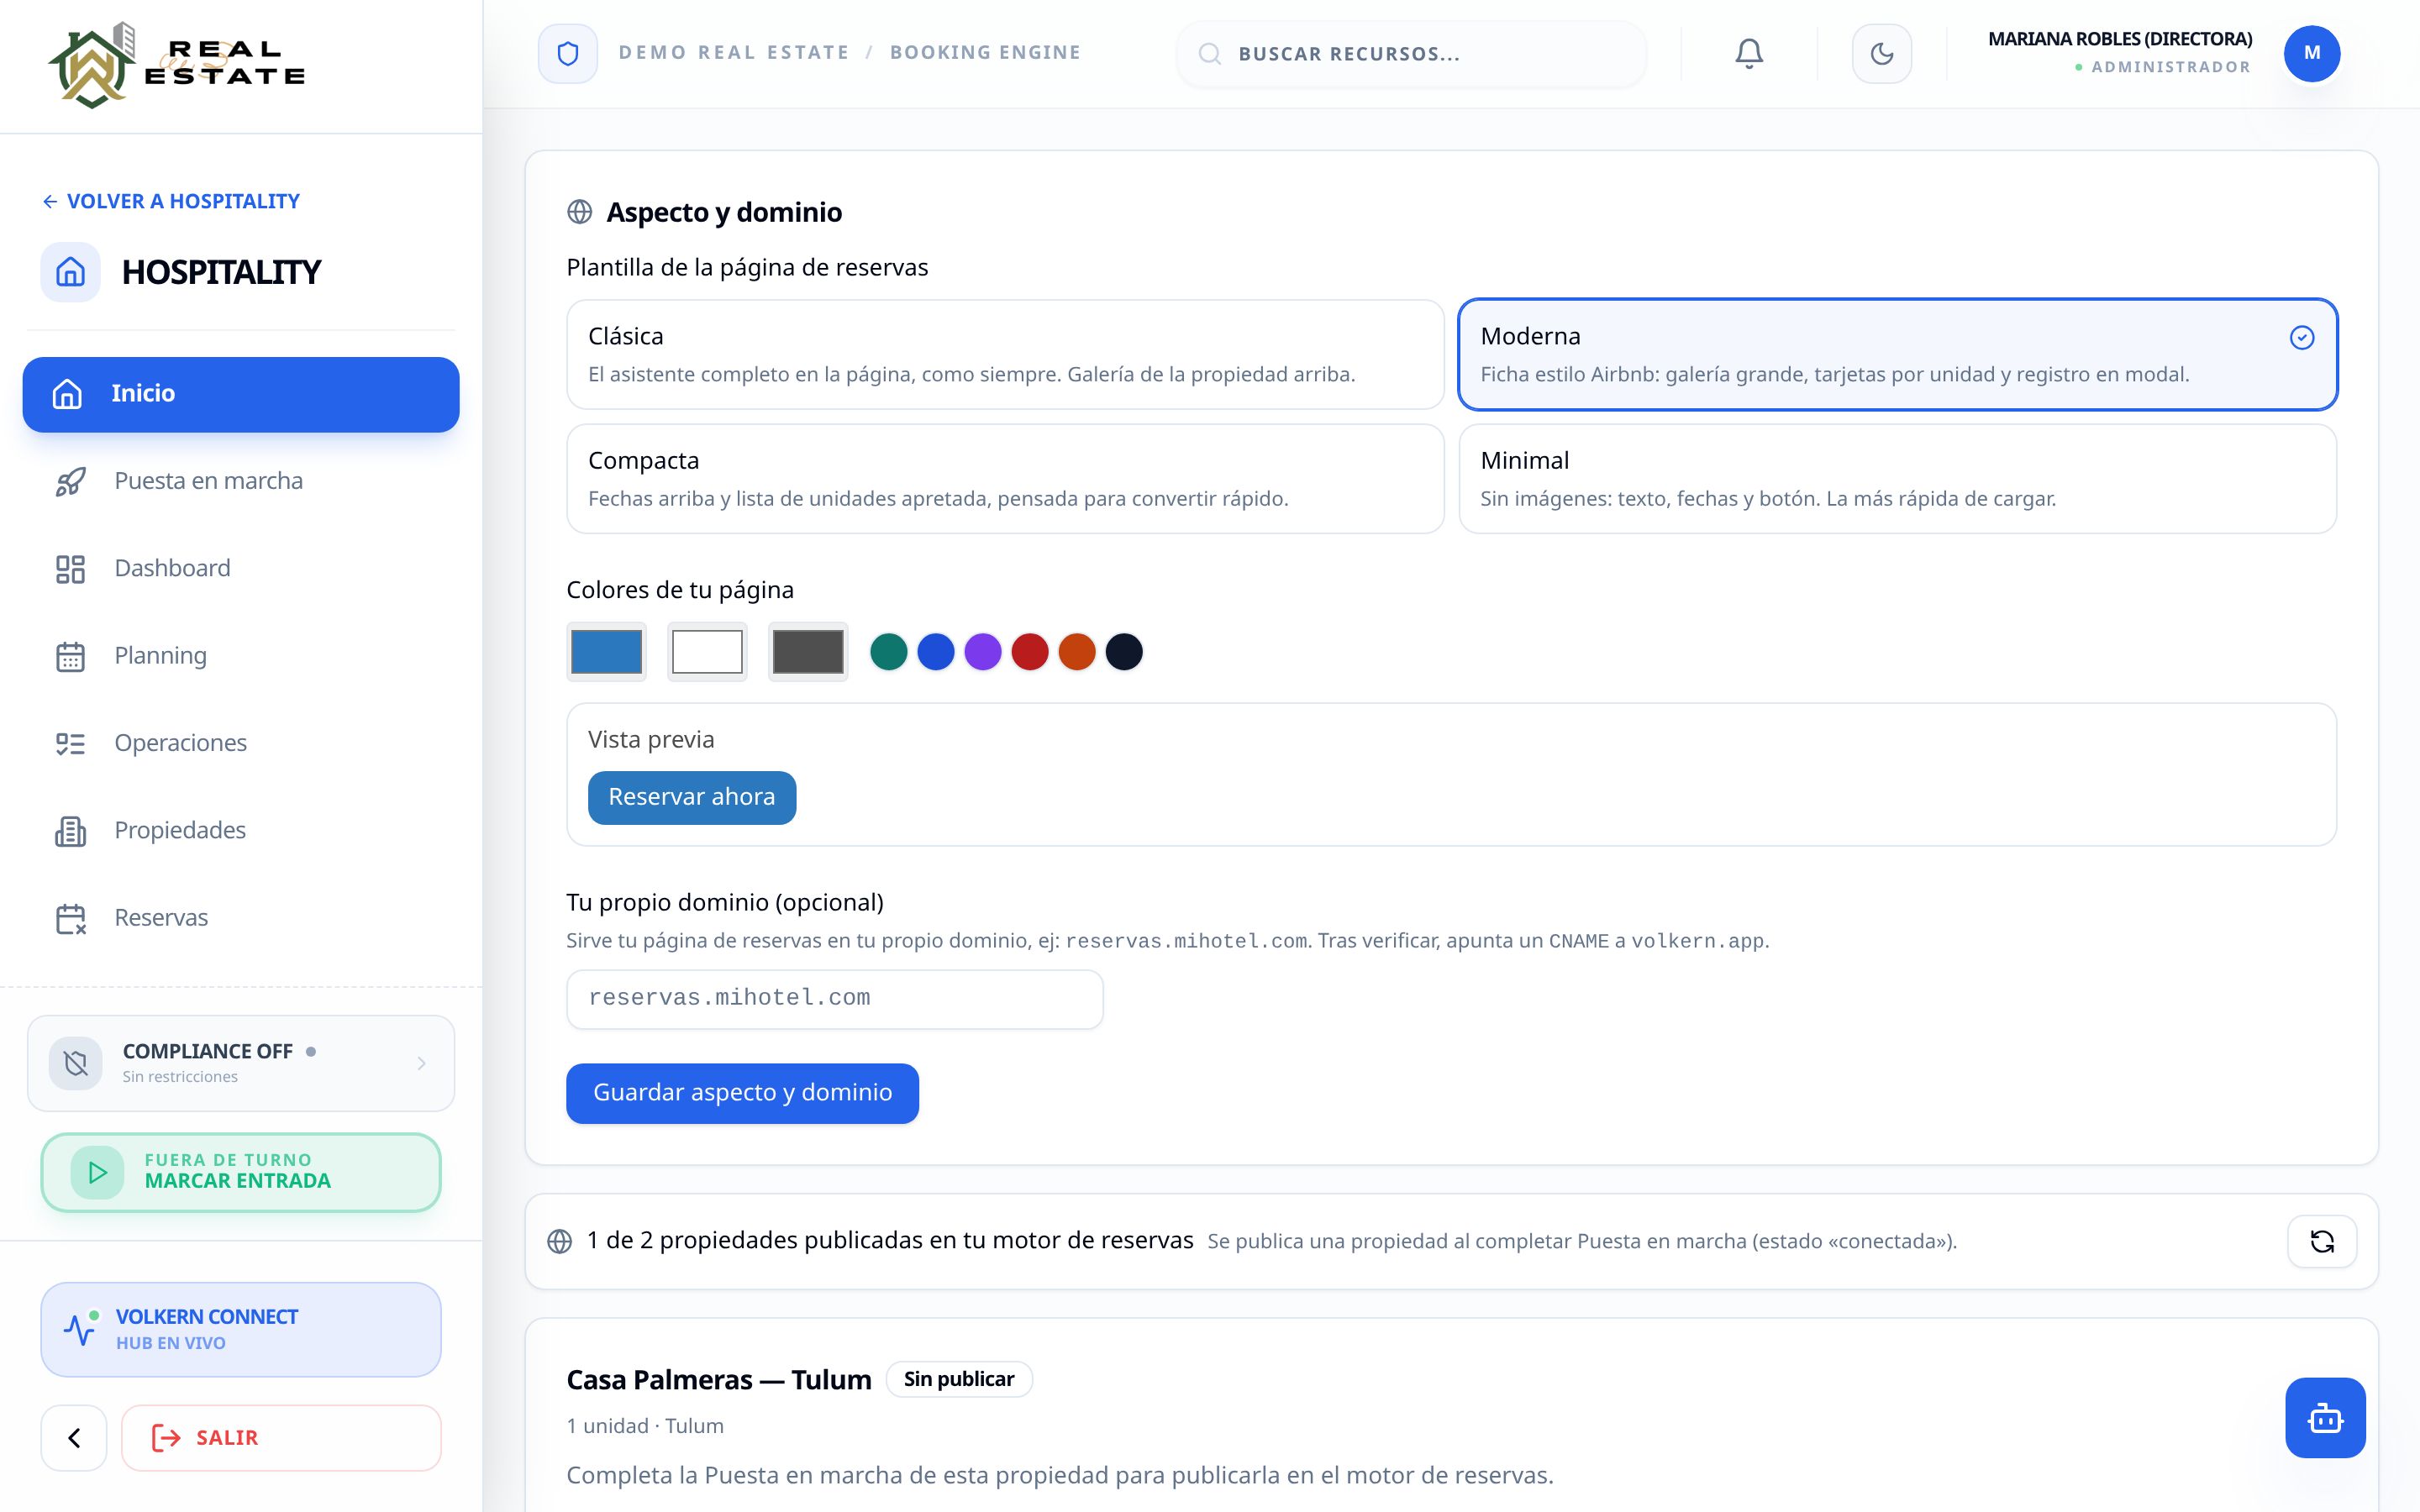 REAL
ESTATE
DEMO REAL ESTATE / BOOKING ENGINE
BUSCAR RECURSOS...
MARIANA ROBLES (DIRECTORA)
ADMINISTRADOR
M
VOLVER A HOSPITALITY
HOSPITALITY
Inicio
Puesta en marcha
Dashboard
Planning
Operaciones
Propiedades
Reservas
COMPLIANCE OFF
Sin restricciones
FUERA DE TURNO
MARCAR ENTRADA
VOLKERN CONNECT
HUB EN VIVO
SALIR
Aspecto y dominio
Plantilla de la página de reservas
Clásica
El asistente completo en la página, como siempre. Galería de la propiedad arriba.
Moderna
Ficha estilo Airbnb: galería grande, tarjetas por unidad y registro en modal.
Compacta
Fechas arriba y lista de unidades apretada, pensada para convertir rápido.
Minimal
Sin imágenes: texto, fechas y botón. La más rápida de cargar.
Colores de tu página
Vista previa
Reservar ahora
Tu propio dominio (opcional)
Sirve tu página de reservas en tu propio dominio, ej: reservas.mihotel.com. Tras verificar, apunta un CNAME a volkern.app.
reservas.mihotel.com
Guardar aspecto y dominio
1 de 2 propiedades publicadas en tu motor de reservas Se publica una propiedad al completar Puesta en marcha (estado «conectada»).
Casa Palmeras — Tulum Sin publicar
1 unidad · Tulum
Completa la Puesta en marcha de esta propiedad para publicarla en el motor de reservas.